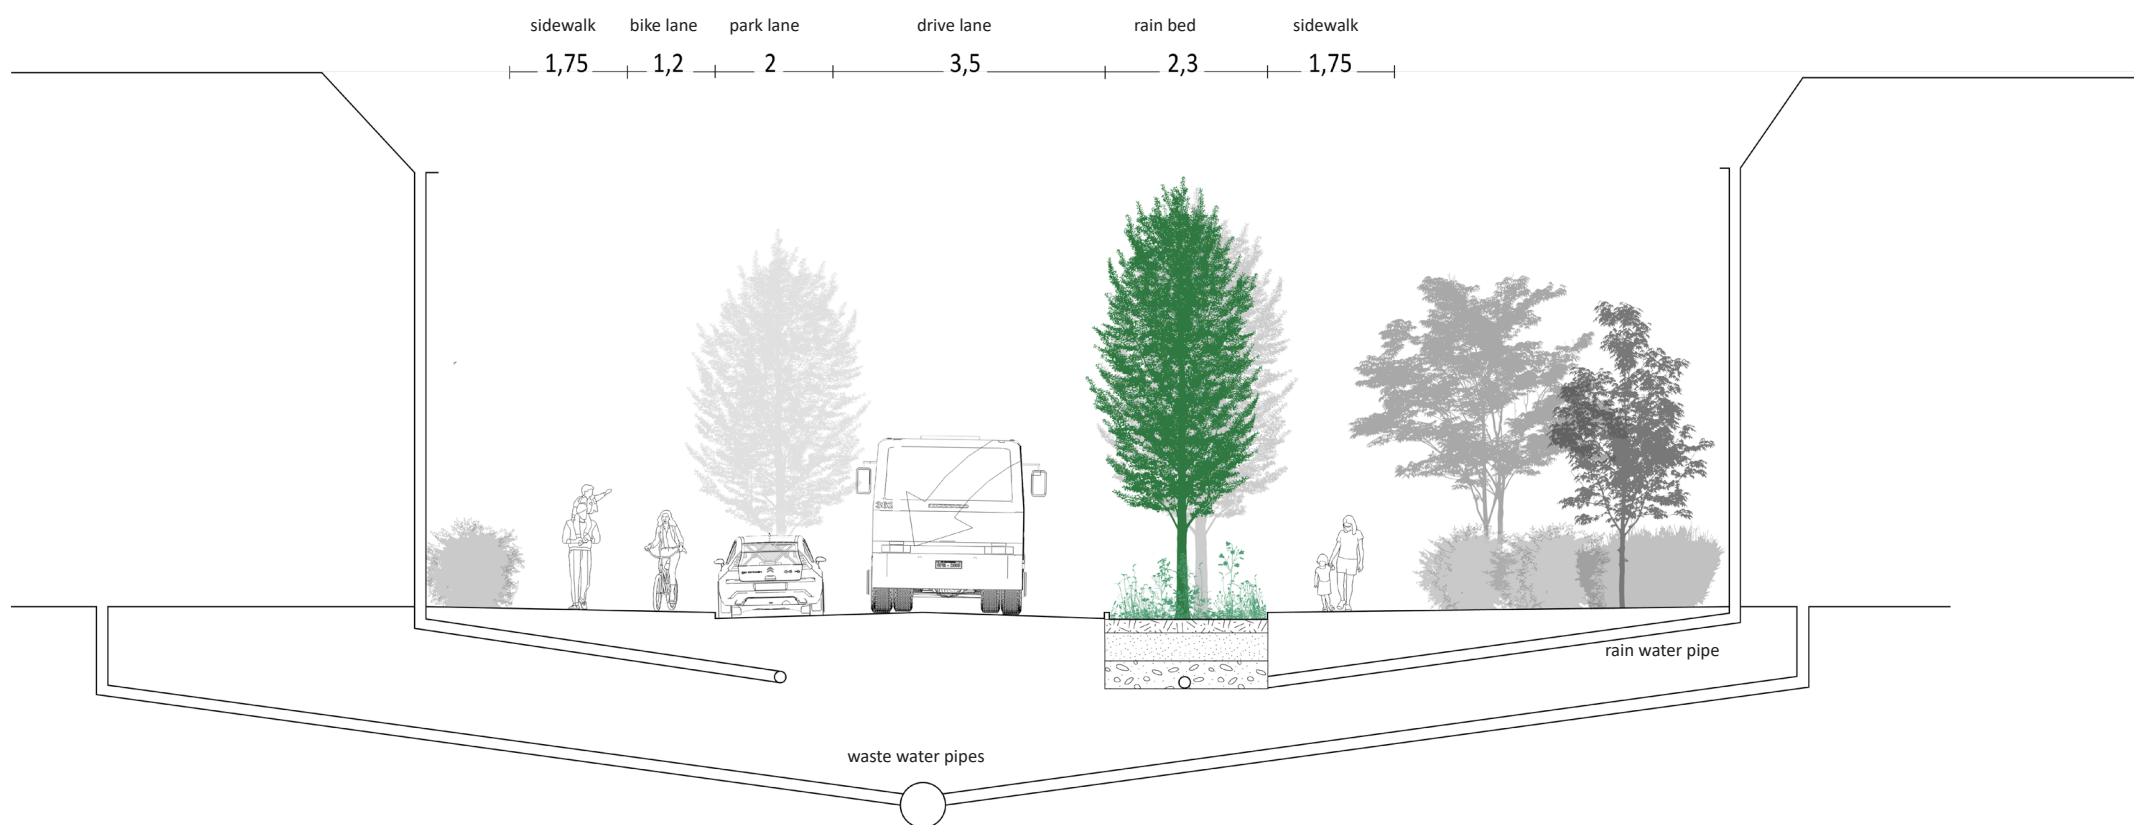 sidewalk bike lane park lane drive lane rain bed sidewalk
1,75 1,2 2 3,5 2,3 1,75
362
rain water pipe
waste water pipes